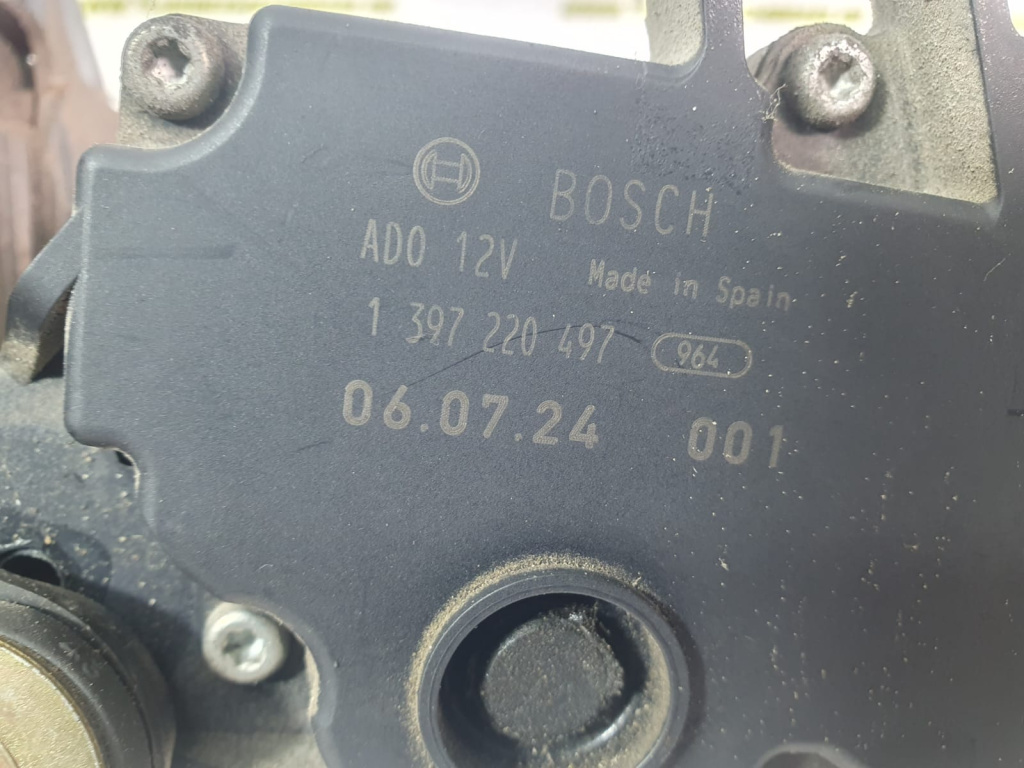 BOSCH
ADO 12V Made in Spain
1 397 220 497 964
06.07.24 001